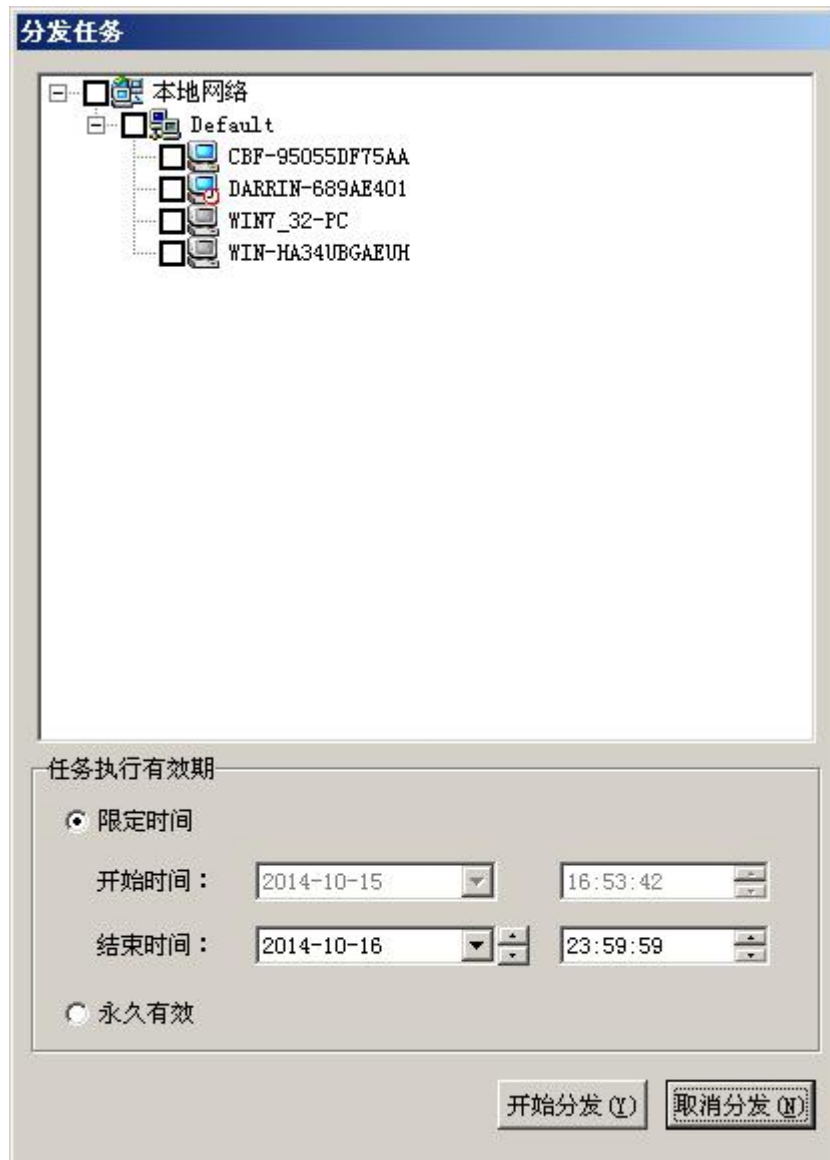 分发任务
本地网络
Default
CBF-95055DF75AA
DARRIN-689AE401
WIN7_32-PC
WIN-HA34UBGAEUH
任务执行有效期
限定时间
开始时间： 2014-10-15 16:53:42
结束时间： 2014-10-16 23:59:59
永久有效
开始分发(Y) 取消分发(N)